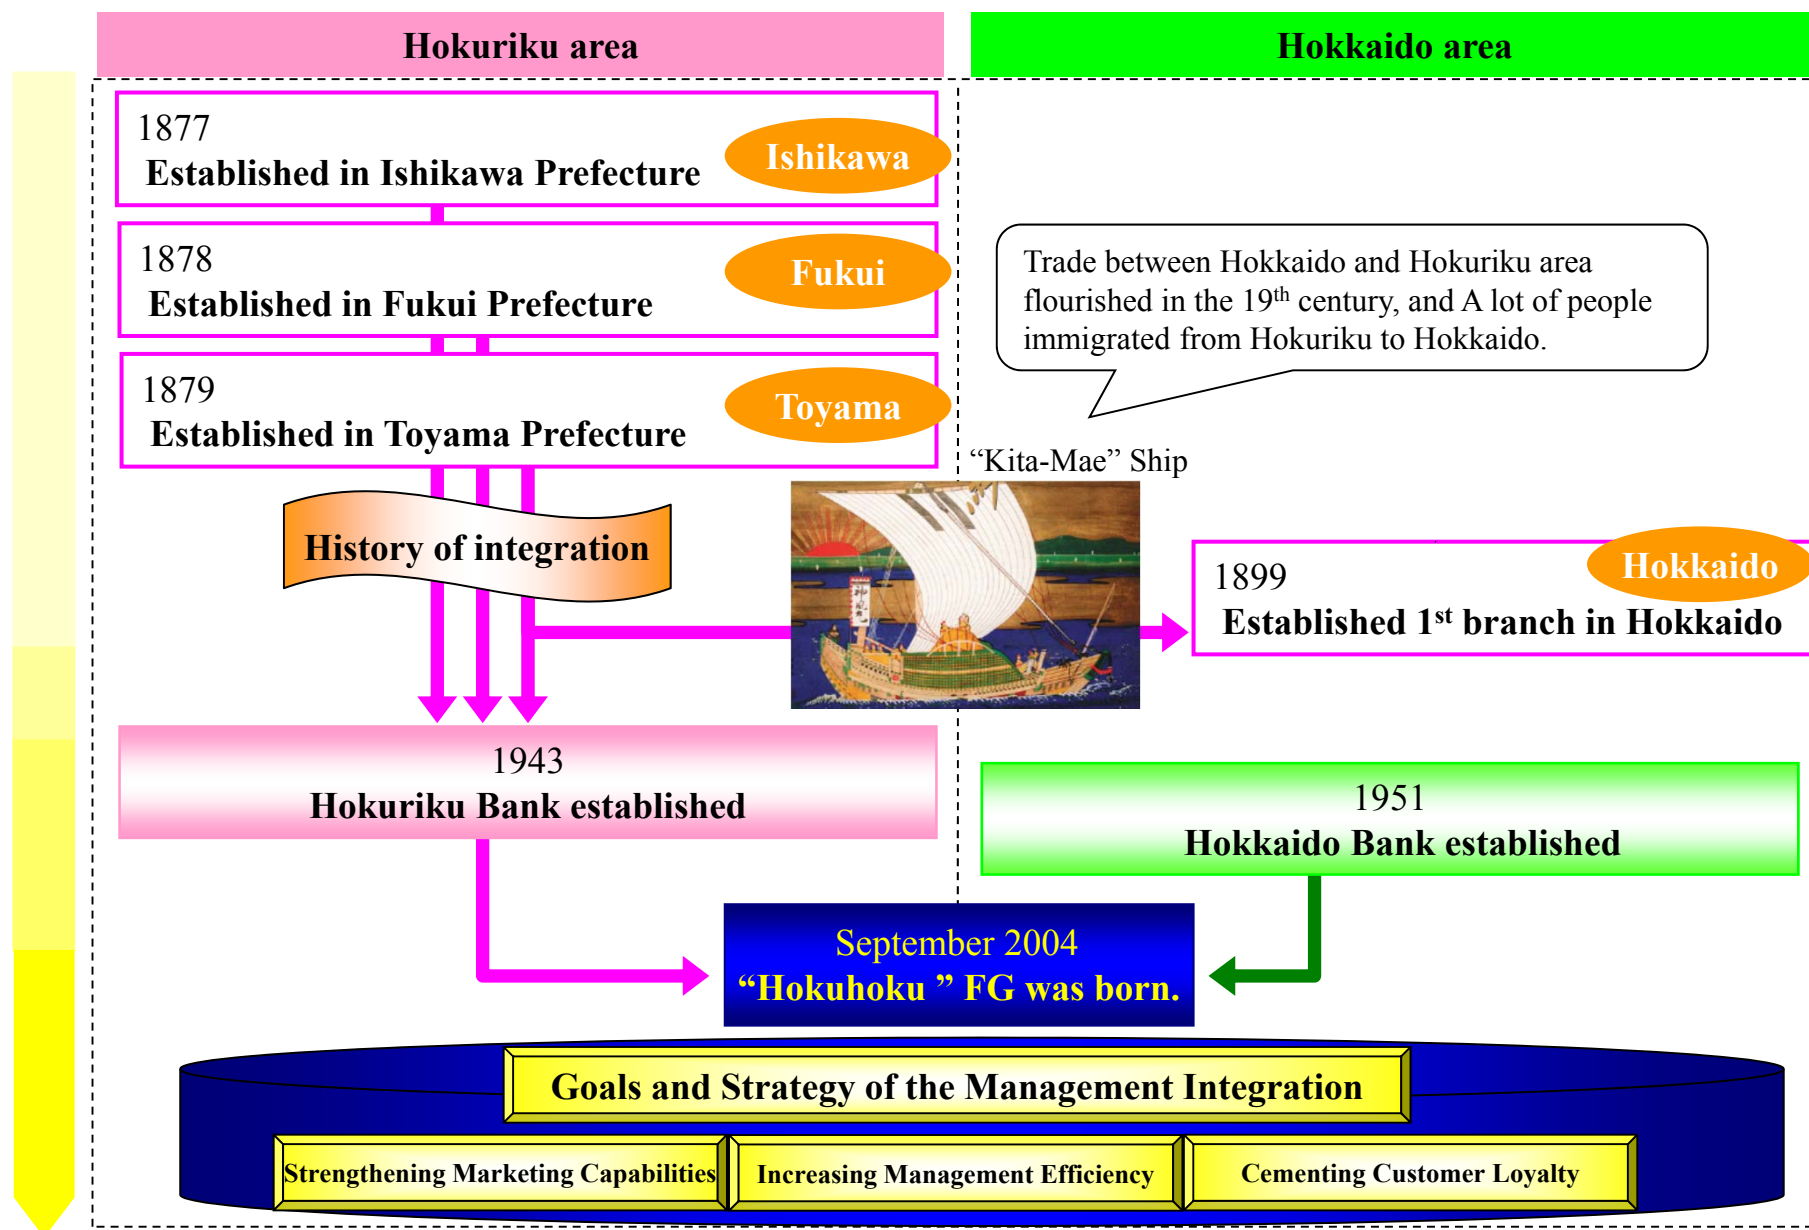 Hokuriku area
Hokkaido area
1877
Established in Ishikawa Prefecture
Ishikawa
1878
Established in Fukui Prefecture
Fukui
1879
Established in Toyama Prefecture
Toyama
Trade between Hokkaido and Hokuriku area
flourished in the 19th century, and A lot of people
immigrated from Hokuriku to Hokkaido.
“Kita-Mae” Ship
History of integration
Hokkaido
1899
Established 1st branch in Hokkaido
1943
Hokuriku Bank established
1951
Hokkaido Bank established
September 2004
“Hokuhoku ” FG was born.
Goals and Strategy of the Management Integration
Strengthening Marketing Capabilities
Increasing Management Efficiency
Cementing Customer Loyalty